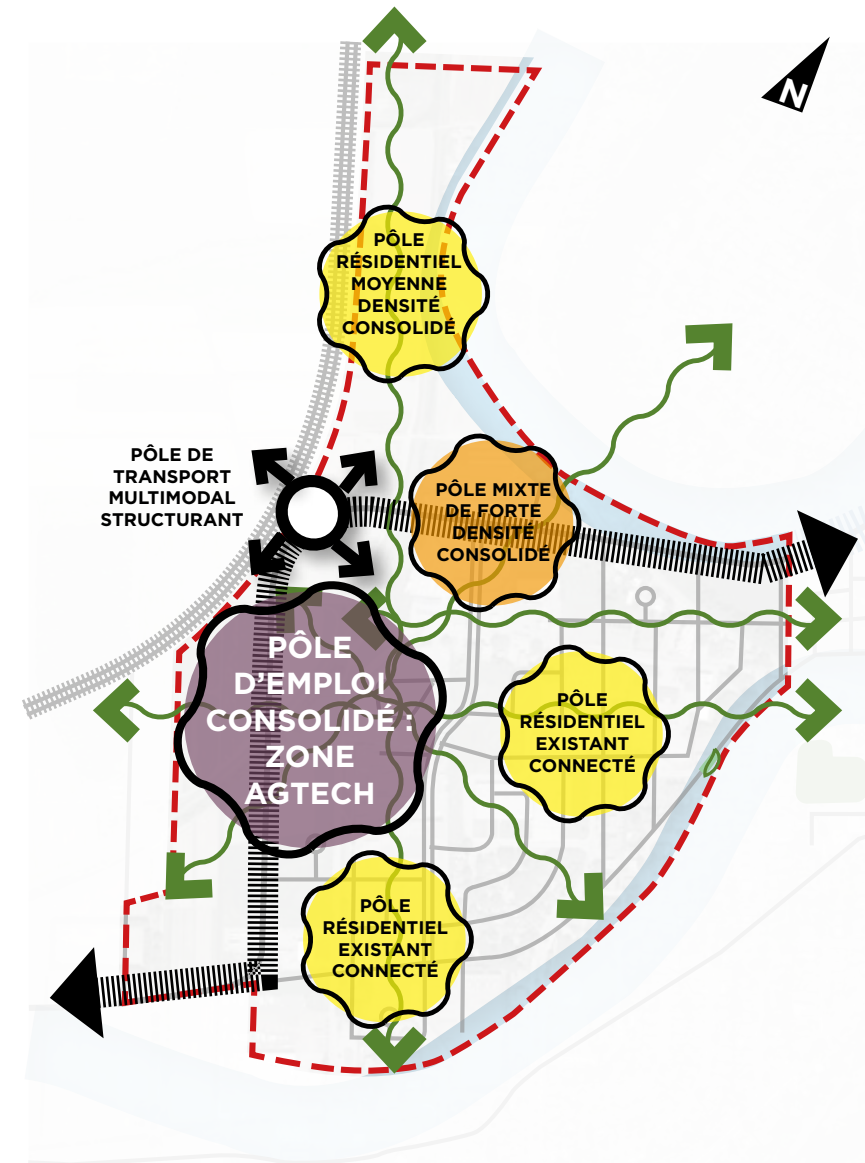 N
PÔLE
RÉSIDENTIEL
MOYENNE
DENSITÉ
CONSOLIDÉ
PÔLE DE
TRANSPORT
MULTIMODAL
STRUCTURANT
PÔLE MIXTE
DE FORTE
DENSITÉ
CONSOLIDÉ
PÔLE
D'EMPLOI
CONSOLIDÉ :
ZONE
AGTECH
PÔLE
RÉSIDENTIEL
EXISTANT
CONNECTÉ
PÔLE
RÉSIDENTIEL
EXISTANT
CONNECTÉ